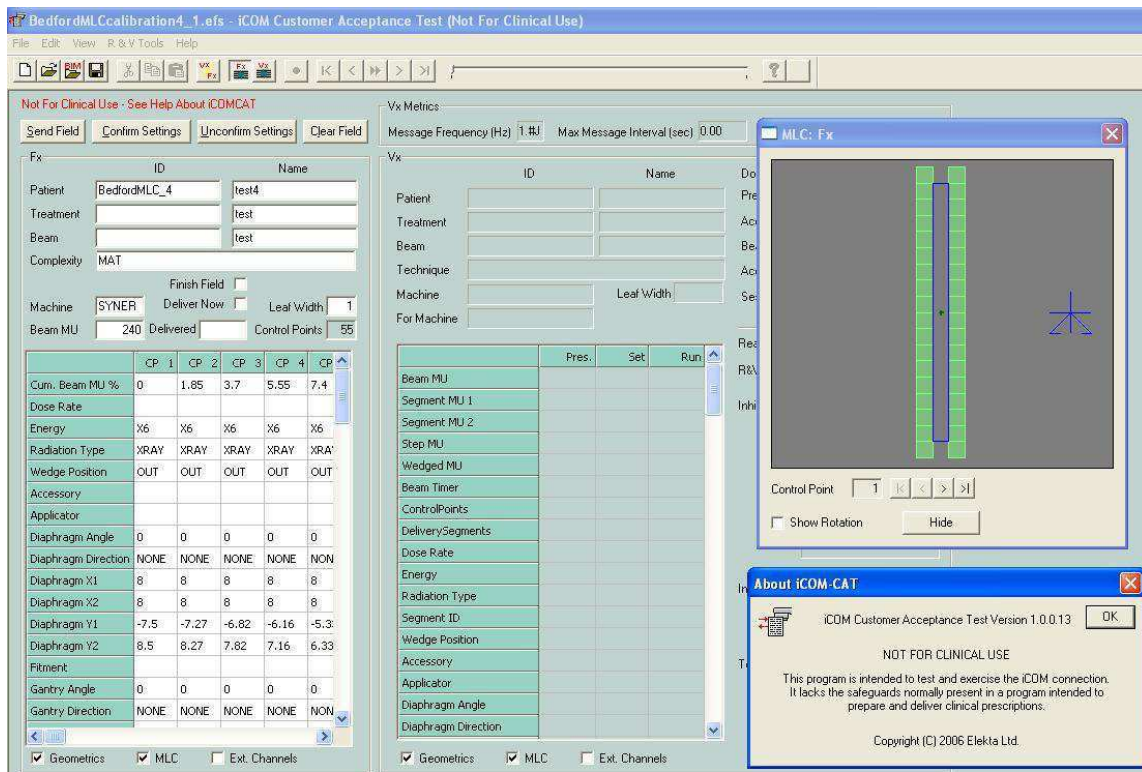 BedfordMLCcalibration4_1.efs - iCOM Customer Acceptance Test (Not For Clinical Use)
File Edit View R & V Tools Help
Not For Clinical Use - See Help About iCOMCAT
Send Field Confirm Settings Unconfirm Settings Clear Field
Fx
ID Name
Patient BedfordMLC_4 test4
Treatment test
Beam test
Complexity MAT
Finish Field
Machine SYNER Deliver Now Leaf Width 1
Beam MU 240 Delivered Control Points 55
CP 1 CP 2 CP 3 CP 4 CP
Cum. Beam MU % 0 1.85 3.7 5.55 7.4
Dose Rate
Energy X6 X6 X6 X6 X6
Radiation Type XRAY XRAY XRAY XRAY XRA
Wedge Position OUT OUT OUT OUT OUT
Accessory
Applicator
Diaphragm Angle 0 0 0 0 0
Diaphragm Direction NONE NONE NONE NONE NON
Diaphragm X1 8 8 8 8 8
Diaphragm X2 8 8 8 8 8
Diaphragm Y1 -7.5 -7.27 -6.82 -6.16 -5.3
Diaphragm Y2 8.5 8.27 7.82 7.16 6.33
Fitment
Gantry Angle 0 0 0 0 0
Gantry Direction NONE NONE NONE NONE NON
Geometrics MLC Ext. Channels
Vx Metrics
Message Frequency (Hz) 1.#J Max Message Interval (sec) 0.00
Vx
ID Name
Patient
Treatment
Beam
Technique
Machine Leaf Width
For Machine
Pres. Set Run
Beam MU
Segment MU 1
Segment MU 2
Step MU
Wedged MU
Beam Timer
ControlPoints
DeliverySegments
Dose Rate
Energy
Radiation Type
Segment ID
Wedge Position
Accessory
Applicator
Diaphragm Angle
Diaphragm Direction
Geometrics MLC Ext. Channels
Do
Pre
Acc
Be
Acc
Se
Rea
R&V
Inhi
MLC: Fx
Control Point 1
Show Rotation Hide
About iCOM-CAT
iCOM Customer Acceptance Test Version 1.0.0.13 OK
NOT FOR CLINICAL USE
This program is intended to test and exercise the iCOM connection.
It lacks the safeguards normally present in a program intended to
prepare and deliver clinical prescriptions.
Copyright (C) 2006 Elekta Ltd.